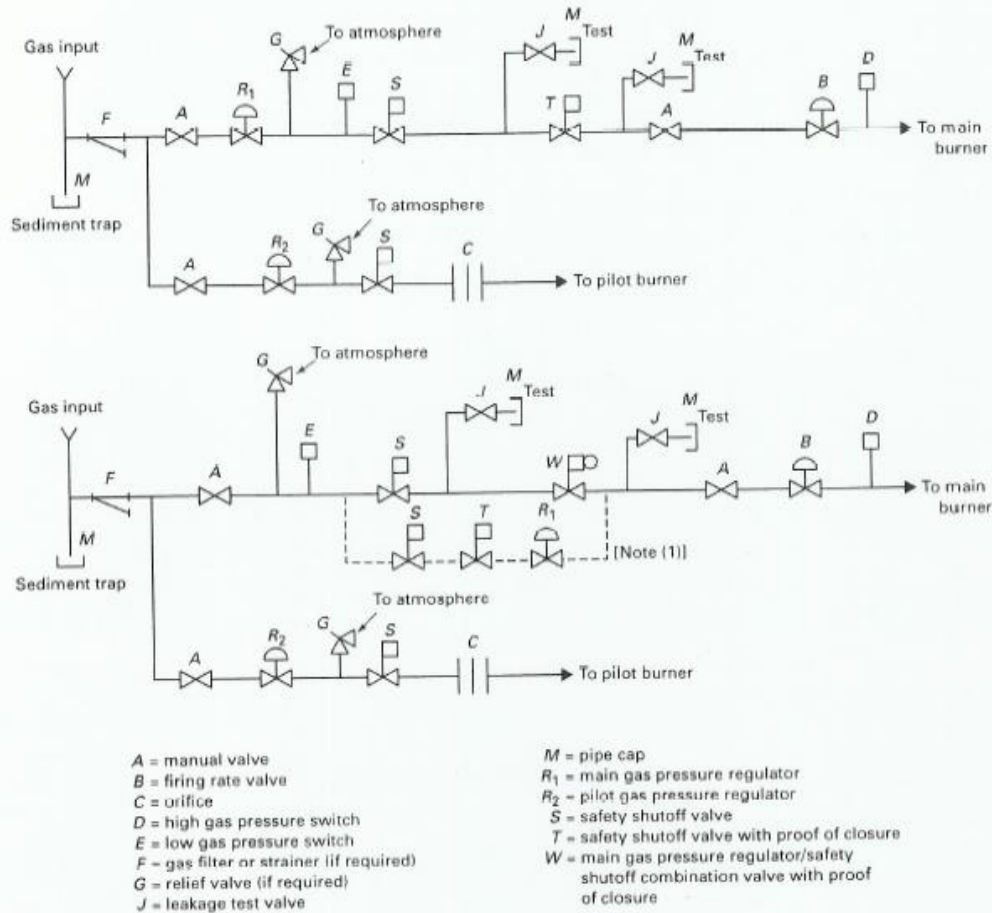 M
To atmosphere
G
J
Test
M
Gas input
E
S
J
Test
D
R1
T
B
F
A
A
To main
burner
M
Sediment trap
To atmosphere
G
S
R2
C
A
To pilot burner
To atmosphere
G
M
Gas input
J
Test
M
E
S
J
Test
D
W
B
F
A
A
To main
burner
S
T
R1
[Note (1)]
M
Sediment trap
To atmosphere
G
S
R2
C
A
To pilot burner
A = manual valve
B = firing rate valve
C = orifice
D = high gas pressure switch
E = low gas pressure switch
F = gas filter or strainer (if required)
G = relief valve (if required)
J = leakage test valve
M = pipe cap
R1 = main gas pressure regulator
R2 = pilot gas pressure regulator
S = safety shutoff valve
T = safety shutoff valve with proof of closure
W = main gas pressure regulator/safety
shutoff combination valve with proof
of closure